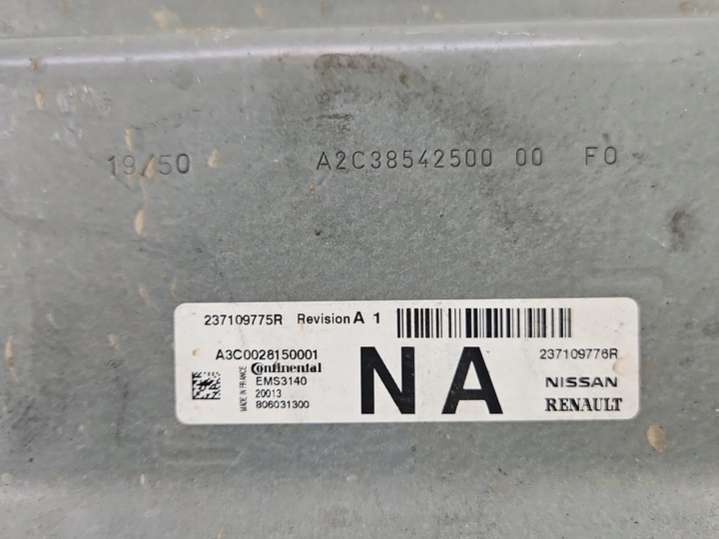 19/50 A2C38542500 00 F0
237109775R Revision A 1
A3C0028150001 NA 237109776R
MADE IN FRANCE
Continental
EMS3140
20013
806031300
NISSAN
RENAULT